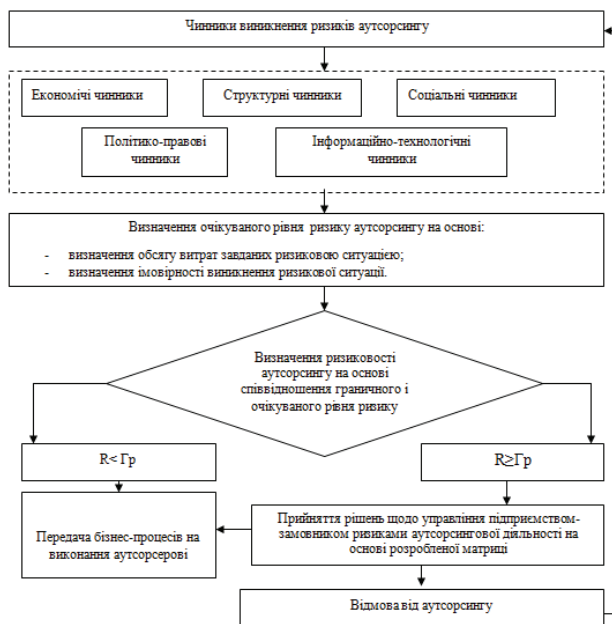 Чинники виникнення ризиків аутсорсингу
Економічі чинники
Структурні чинники
Соціальні чинники
Політико-правові
чинники
Інформаційно-технологічні
чинники
Визначення очікуваного рівня ризику аутсорсингу на основі:
- визначення обсягу витрат завданих ризиковою ситуацією;
- визначення імовірності виникнення ризикової ситуації.
Визначення ризиковості
аутсорсингу на основі
співвідношення граничного і
очікуваного рівня ризику
R< Гр
R≥Гр
Передача бізнес-процесів на
виконання аутсорсерові
Прийняття рішень щодо управління підприємством-
замовником ризиками аутсорсингової діяльності на
основі розробленої матриці
Відмова від аутсорсингу